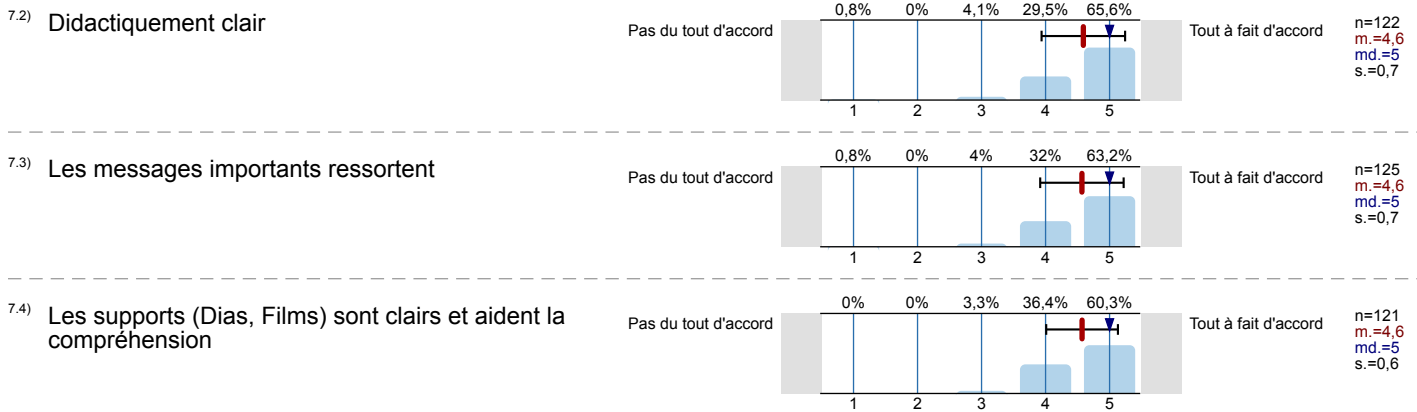 7.2) Didactiquement clair
Pas du tout d'accord
0,8% 0% 4,1% 29,5% 65,6%
1 2 3 4 5
Tout à fait d'accord
n=122
m.=4,6
md.=5
s.=0,7
7.3) Les messages importants ressortent
Pas du tout d'accord
0,8% 0% 4% 32% 63,2%
1 2 3 4 5
Tout à fait d'accord
n=125
m.=4,6
md.=5
s.=0,7
7.4) Les supports (Dias, Films) sont clairs et aident la
compréhension
Pas du tout d'accord
0% 0% 3,3% 36,4% 60,3%
1 2 3 4 5
Tout à fait d'accord
n=121
m.=4,6
md.=5
s.=0,6